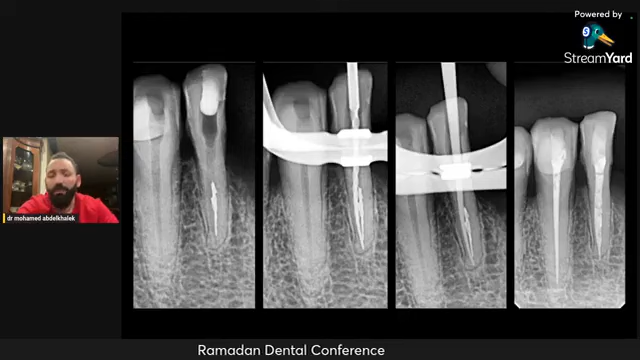 Powered by
StreamYard
dr mohamed abdelkhalek
Ramadan Dental Conference